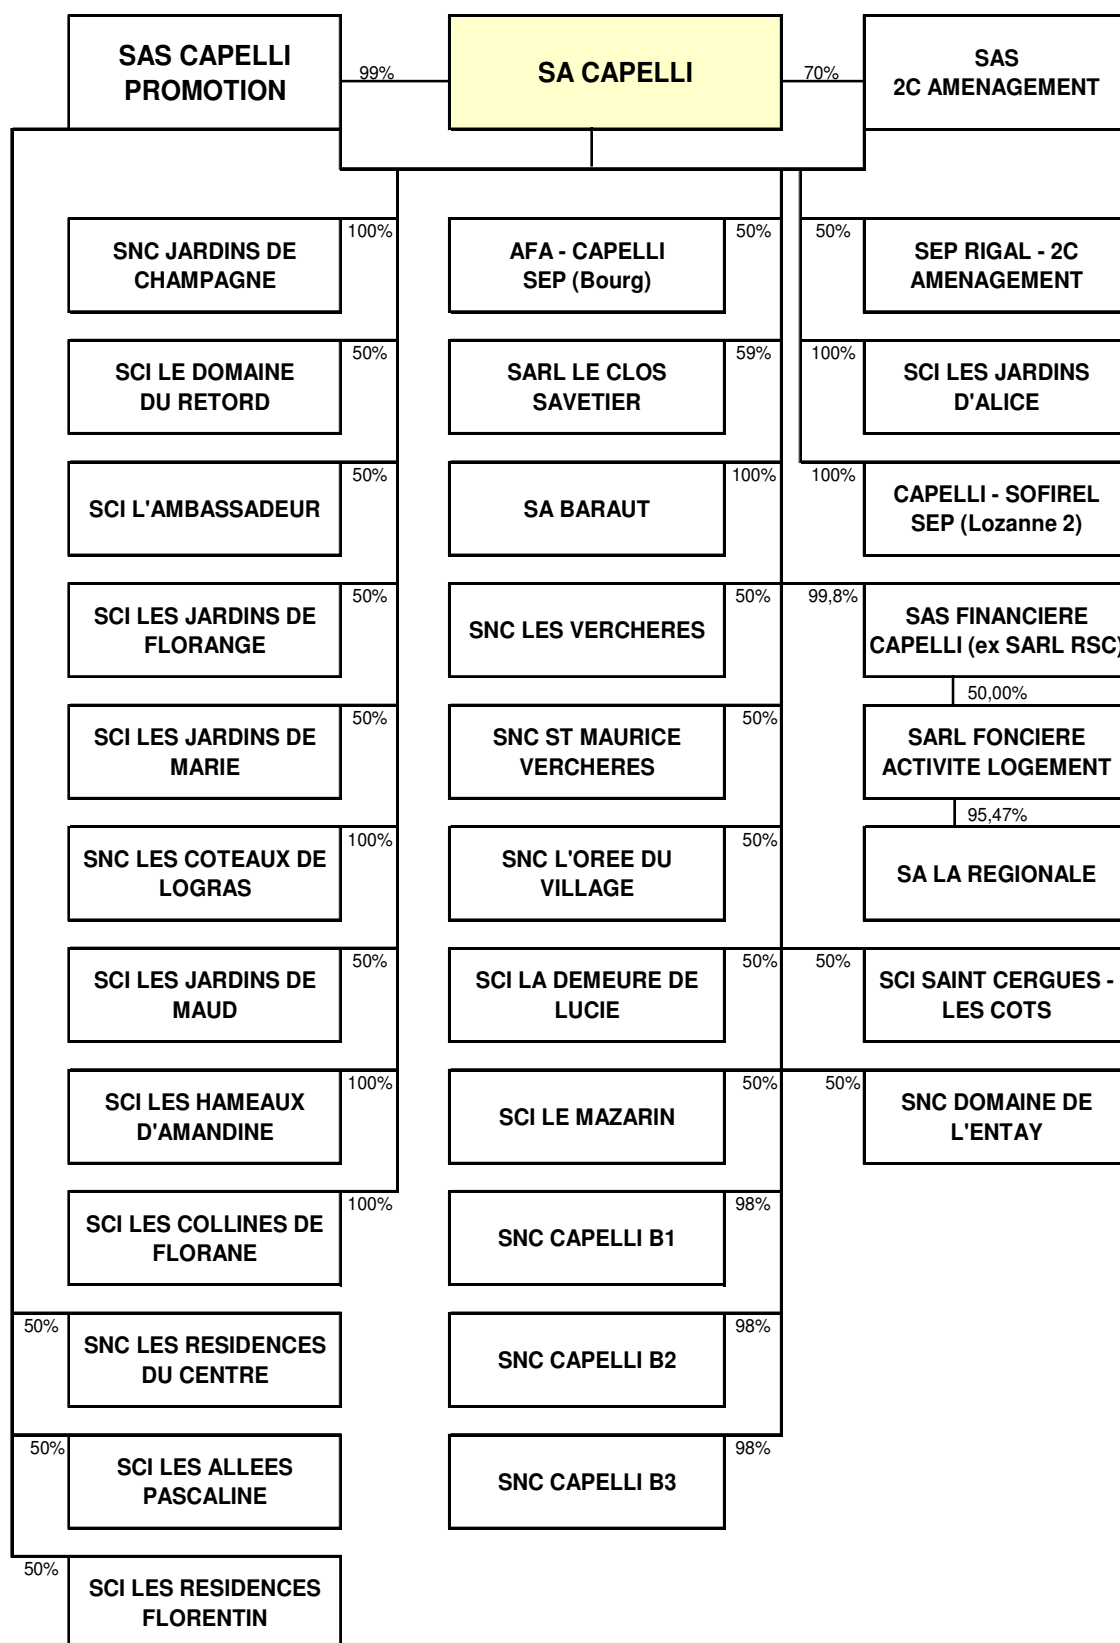 SAS CAPELLI
PROMOTION
99%
SA CAPELLI
70%
SAS
2C AMENAGEMENT
SNC JARDINS DE
CHAMPAGNE
100%
AFA - CAPELLI
SEP (Bourg)
50%
50%
SEP RIGAL - 2C
AMENAGEMENT
SCI LE DOMAINE
DU RETORD
50%
SARL LE CLOS
SAVETIER
59%
100%
SCI LES JARDINS
D'ALICE
SCI L'AMBASSADEUR
50%
SA BARAUT
100%
100%
CAPELLI - SOFIREL
SEP (Lozanne 2)
SCI LES JARDINS DE
FLORANGE
50%
SNC LES VERCHERES
50%
99,8%
SAS FINANCIERE
CAPELLI (ex SARL RSC)
50,00%
SCI LES JARDINS DE
MARIE
50%
SNC ST MAURICE
VERCHERES
50%
SARL FONCIERE
ACTIVITE LOGEMENT
95,47%
SNC LES COTEAUX DE
LOGRAS
100%
SNC L'OREE DU
VILLAGE
50%
SA LA REGIONALE
SCI LES JARDINS DE
MAUD
50%
SCI LA DEMEURE DE
LUCIE
50%
50%
SCI SAINT CERGUES -
LES COTS
SCI LES HAMEAUX
D'AMANDINE
100%
SCI LE MAZARIN
50%
50%
SNC DOMAINE DE
L'ENTAY
SCI LES COLLINES DE
FLORANE
100%
SNC CAPELLI B1
98%
50%
SNC LES RESIDENCES
DU CENTRE
SNC CAPELLI B2
98%
50%
SCI LES ALLEES
PASCALINE
SNC CAPELLI B3
98%
50%
SCI LES RESIDENCES
FLORENTIN